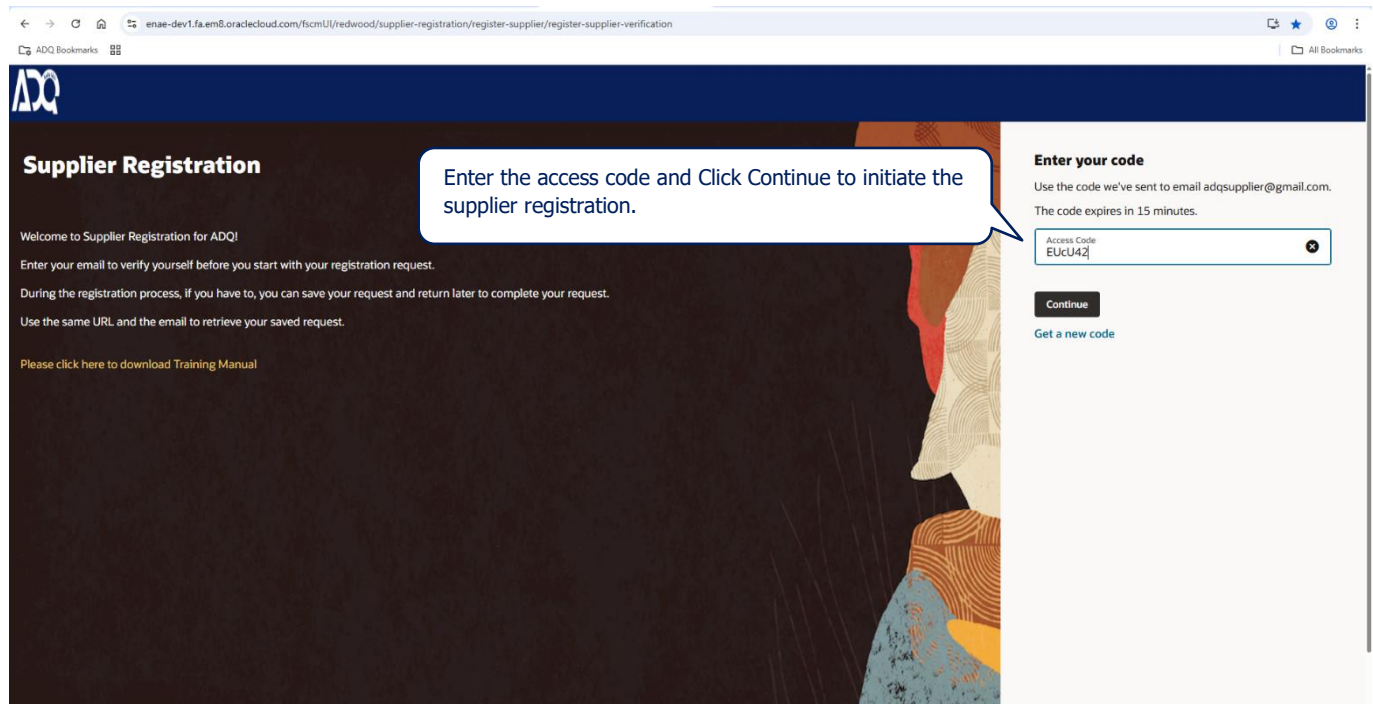 enae-dev1.fa.em8.oraclecloud.com/fscmUI/redwood/supplier-registration/register-supplier/register-supplier-verification
ADQ Bookmarks
All Bookmarks
ADQ
Supplier Registration
Welcome to Supplier Registration for ADQ!
Enter your email to verify yourself before you start with your registration request.
During the registration process, if you have to, you can save your request and return later to complete your request.
Use the same URL and the email to retrieve your saved request.
Please click here to download Training Manual
Enter the access code and Click Continue to initiate the
supplier registration.
Enter your code
Use the code we've sent to email adqsupplier@gmail.com.
The code expires in 15 minutes.
Access Code
EUcU42
Continue
Get a new code